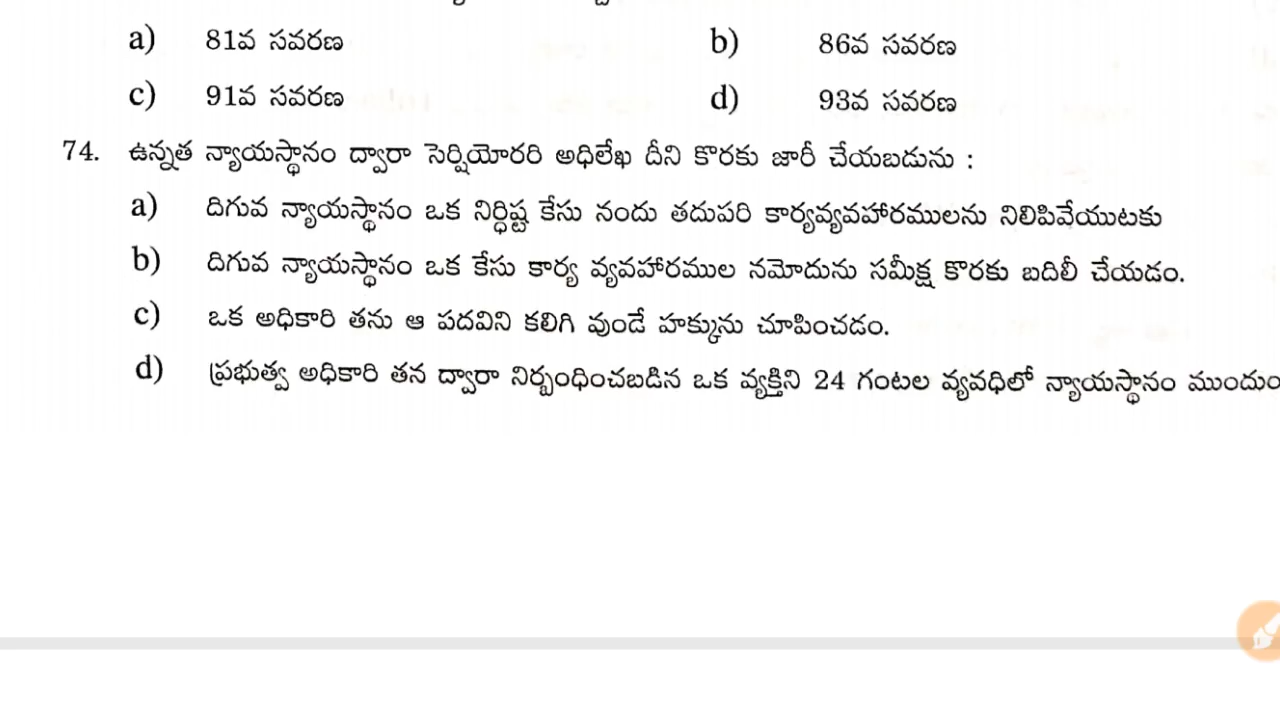 a) 81వ సవరణ b) 86వ సవరణ
c) 91వ సవరణ d) 93వ సవరణ
74. ఉన్నత న్యాయస్థానం ద్వారా సెర్షియోరరి అధిలేఖ దీని కొరకు జారీ చేయబడును :
a) దిగువ న్యాయస్థానం ఒక నిర్ధిష్ట కేసు నందు తదుపరి కార్యవ్యవహారములను నిలిపివేయుటకు
b) దిగువ న్యాయస్థానం ఒక కేసు కార్య వ్యవహారముల నమోదును సమీక్ష కొరకు బదిలీ చేయడం.
c) ఒక అధికారి తను ఆ పదవిని కలిగి వుండే హక్కును చూపించడం.
d) ప్రభుత్వ అధికారి తన ద్వారా నిర్బంధించబడిన ఒక వ్యక్తిని 24 గంటల వ్యవధిలో న్యాయస్థానం